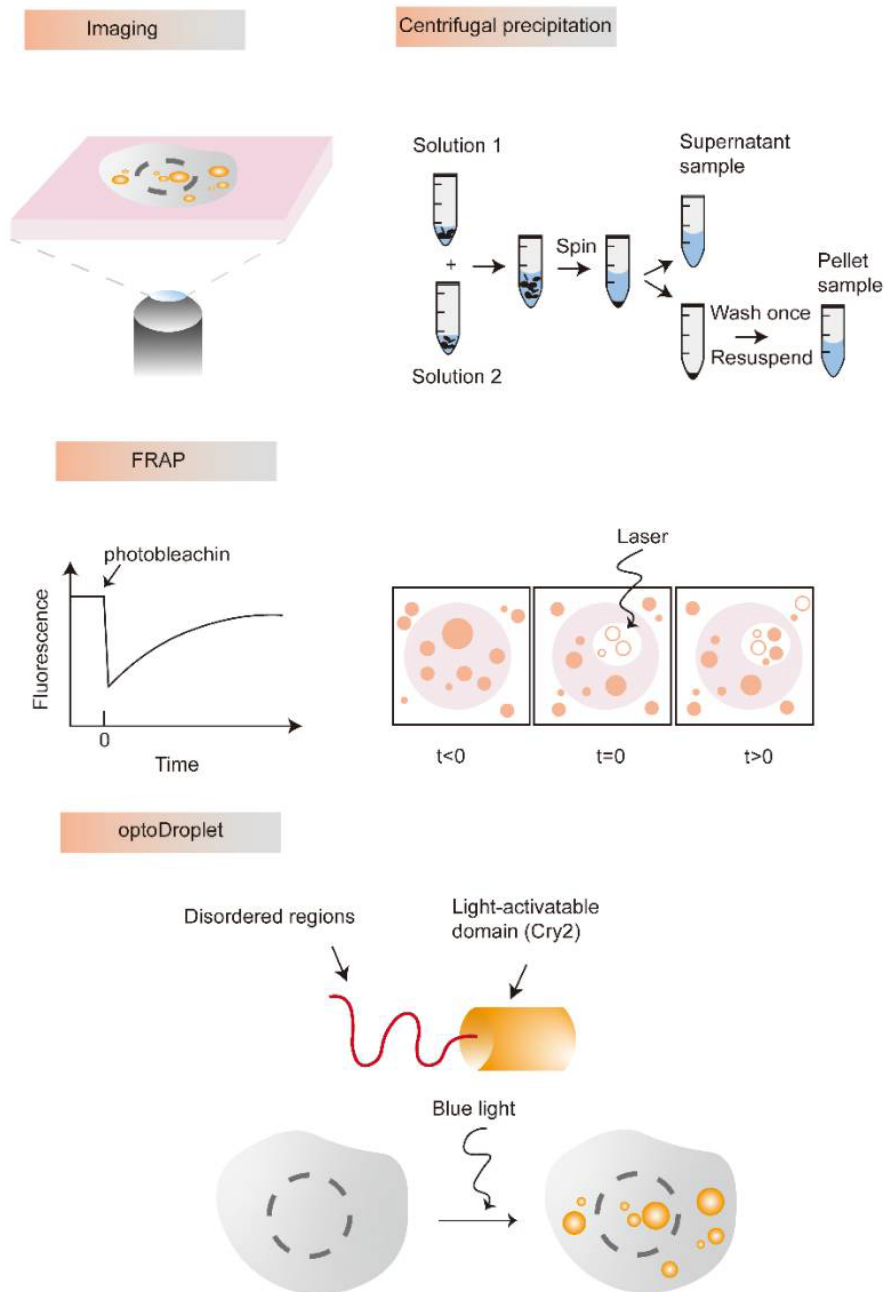 Imaging
Centrifugal precipitation
Solution 1
+
Solution 2
Spin
Supernatant
sample
Wash once
Resuspend
Pellet
sample
FRAP
photobleachin
Fluorescence
0
Time
Laser
t<0
t=0
t>0
optoDroplet
Disordered regions
Light-activatable
domain (Cry2)
Blue light